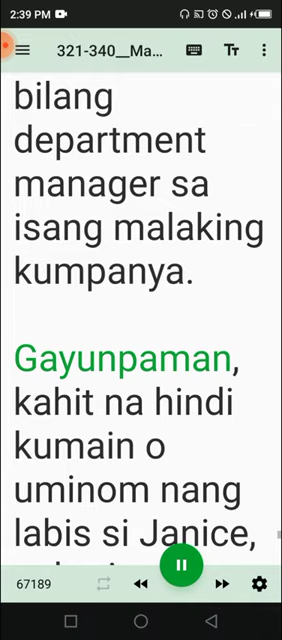 2:39 PM
321-340__Ma...
bilang
department
manager sa
isang malaking
kumpanya.
Gayunpaman,
kahit na hindi
kumain o
uminom nang
labis si Janice,
67189